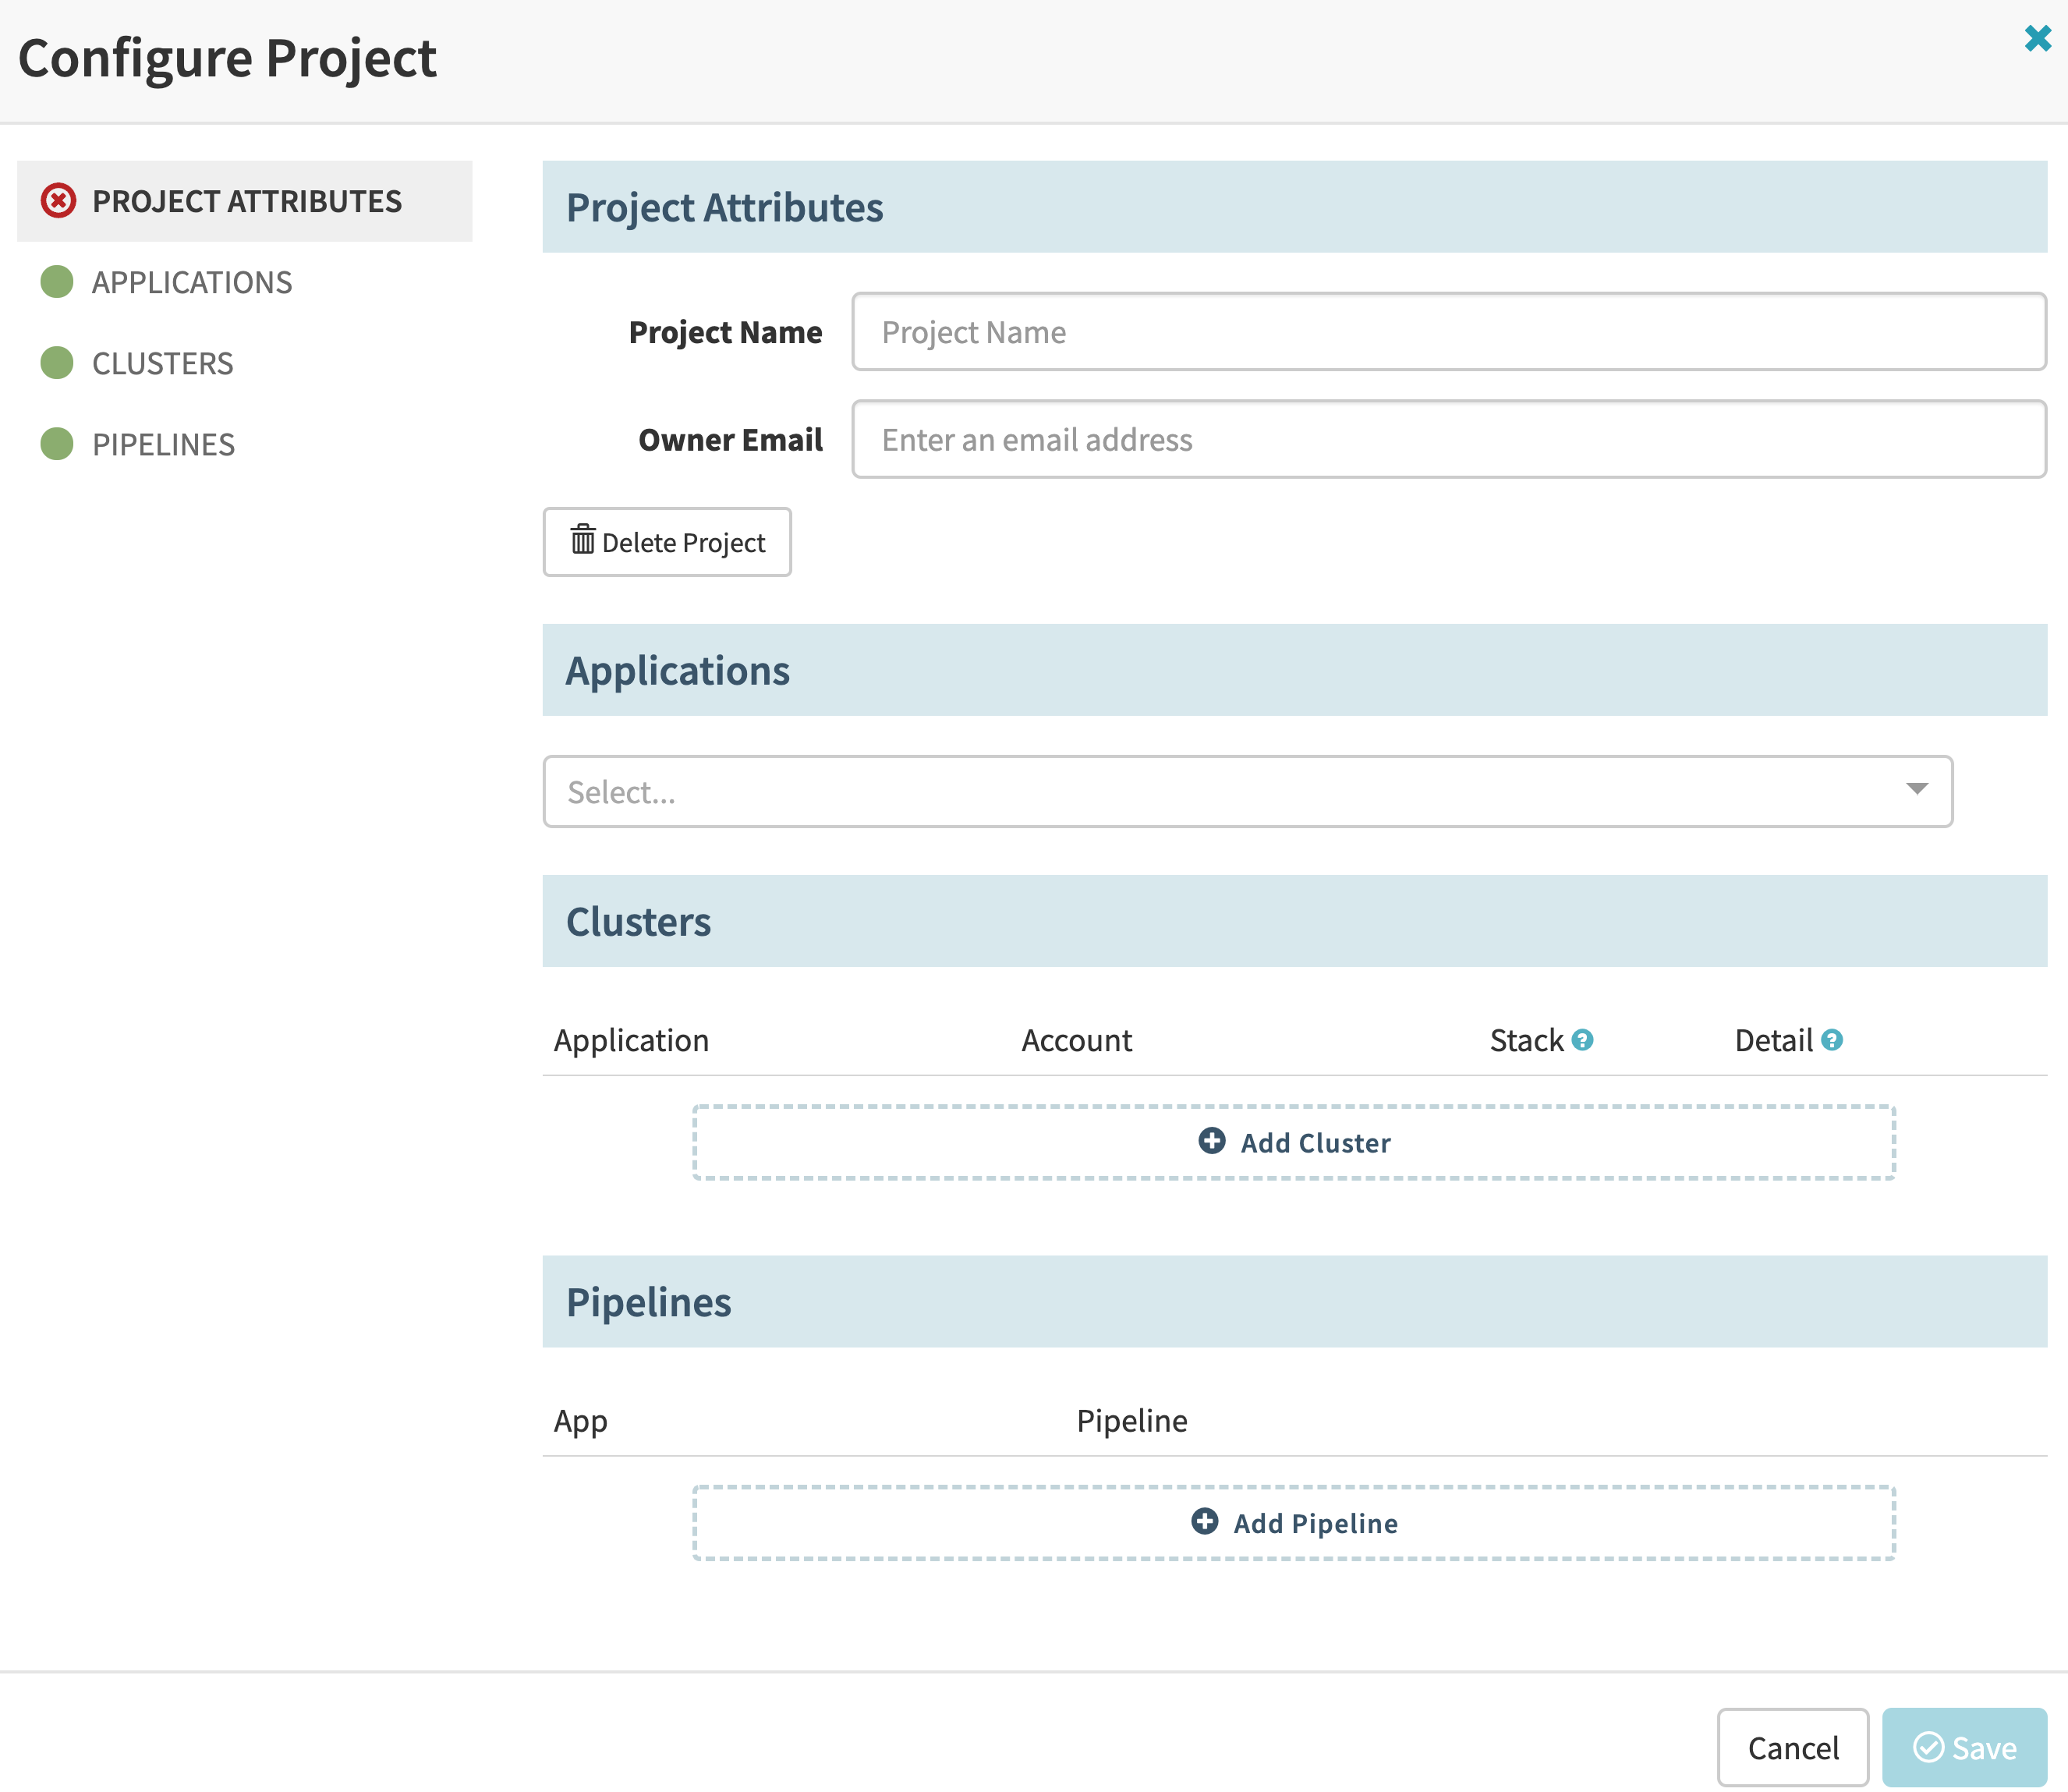 Configure Project
PROJECT ATTRIBUTES
APPLICATIONS
CLUSTERS
PIPELINES
Project Attributes
Project Name Project Name
Owner Email Enter an email address
Delete Project
Applications
Select...
Clusters
Application Account Stack ? Detail ?
Add Cluster
Pipelines
App Pipeline
Add Pipeline
Cancel Save